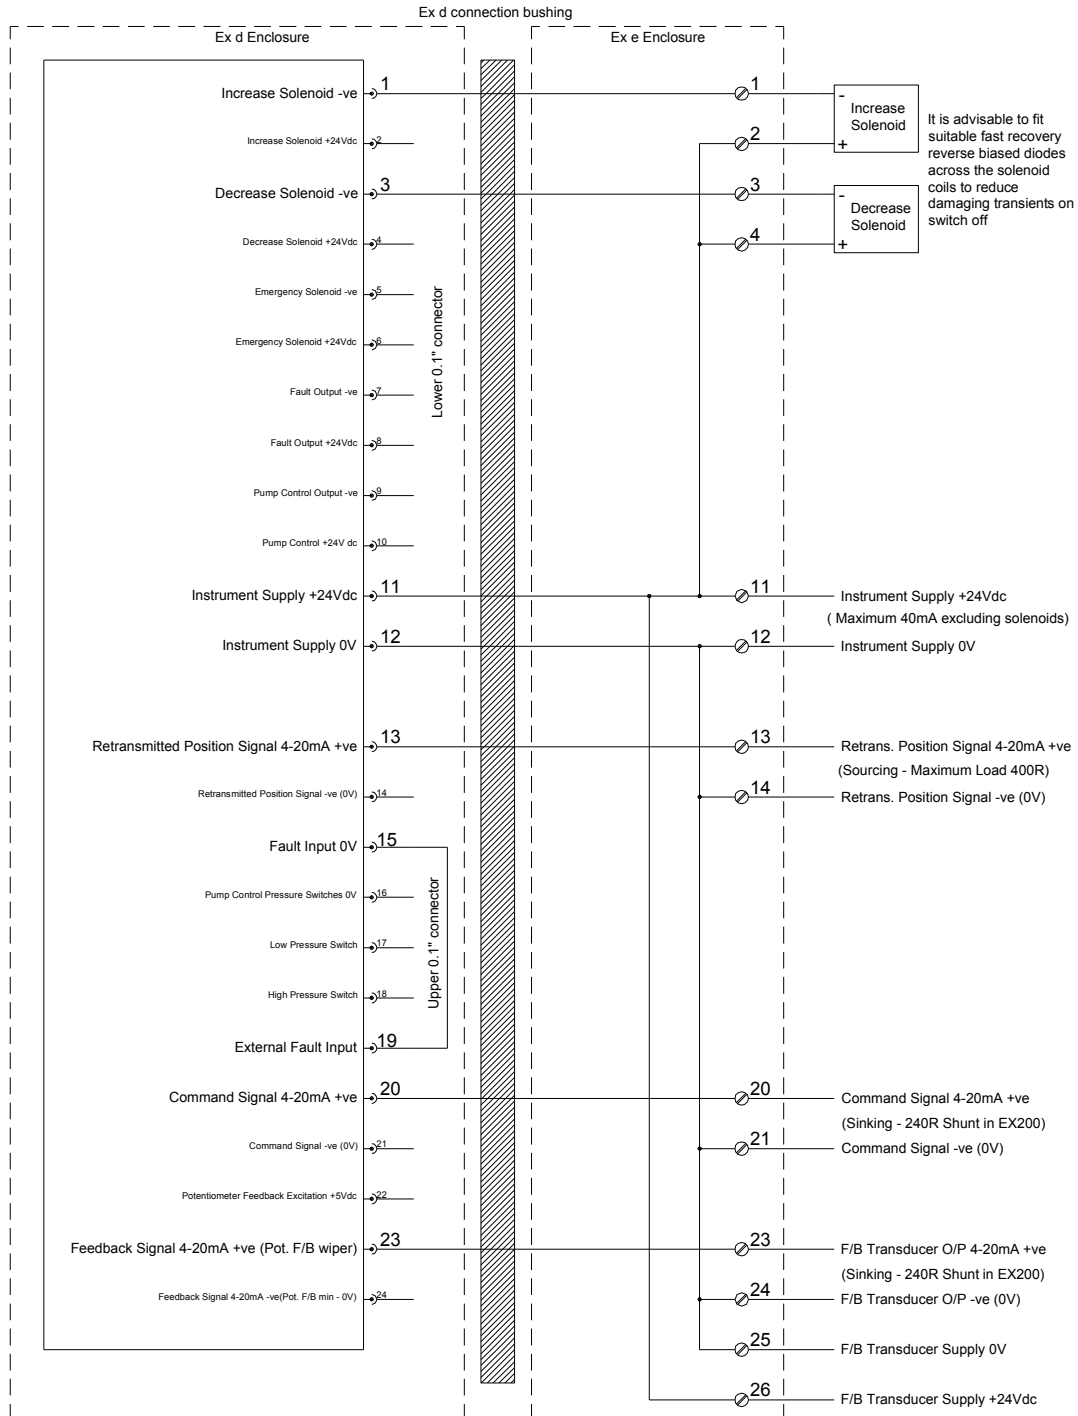 Ex d connection bushing
Ex d Enclosure
Ex e Enclosure
Increase Solenoid -ve 1
1
-
Increase
Solenoid
+
It is advisable to fit
suitable fast recovery
reverse biased diodes
across the solenoid
coils to reduce
damaging transients on
switch off
Increase Solenoid +24Vdc 2
2
Decrease Solenoid -ve 3
3
-
Decrease
Solenoid
+
Decrease Solenoid +24Vdc 4
4
Emergency Solenoid -ve 5
Emergency Solenoid +24Vdc 6
Lower 0.1" connector
Fault Output -ve 7
Fault Output +24Vdc 8
Pump Control Output -ve 9
Pump Control +24V dc 10
Instrument Supply +24Vdc 11
11 Instrument Supply +24Vdc
( Maximum 40mA excluding solenoids)
Instrument Supply 0V 12
12 Instrument Supply 0V
Retransmitted Position Signal 4-20mA +ve 13
13 Retrans. Position Signal 4-20mA +ve
(Sourcing - Maximum Load 400R)
Retransmitted Position Signal -ve (0V) 14
14 Retrans. Position Signal -ve (0V)
Fault Input 0V 15
Pump Control Pressure Switches 0V 16
Upper 0.1" connector
Low Pressure Switch 17
High Pressure Switch 18
External Fault Input 19
Command Signal 4-20mA +ve 20
20 Command Signal 4-20mA +ve
(Sinking - 240R Shunt in EX200)
Command Signal -ve (0V) 21
21 Command Signal -ve (0V)
Potentiometer Feedback Excitation +5Vdc 22
Feedback Signal 4-20mA +ve (Pot. F/B wiper) 23
23 F/B Transducer O/P 4-20mA +ve
(Sinking - 240R Shunt in EX200)
Feedback Signal 4-20mA -ve(Pot. F/B min - 0V) 24
24 F/B Transducer O/P -ve (0V)
25 F/B Transducer Supply 0V
26 F/B Transducer Supply +24Vdc